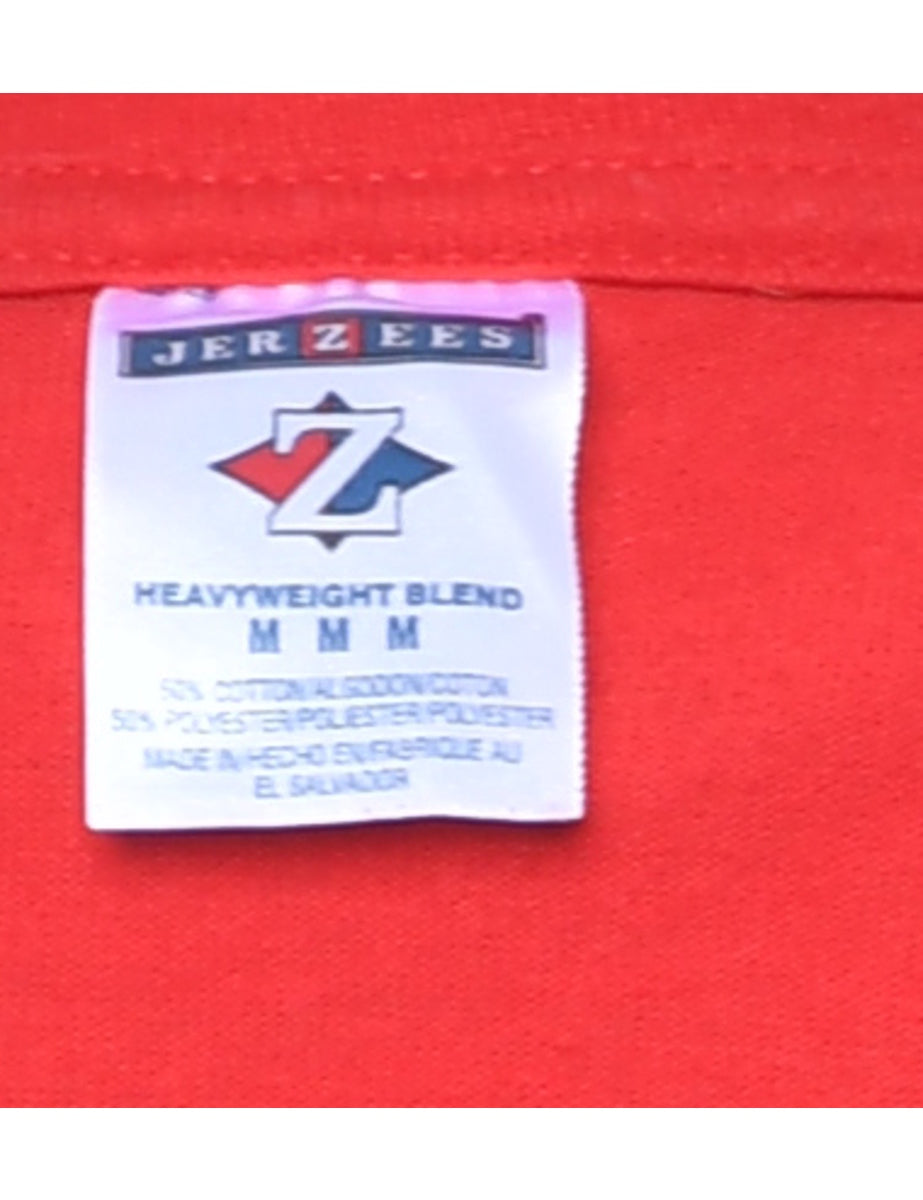 JERZEES
Z
HEAVYWEIGHT BLEND
M M M
50% COTTON/ALGODON/COTON
50% POLYESTER/POLIESTER/POLYESTER
MADE IN/HECHO EN/FABRIQUE AU
EL SALVADOR